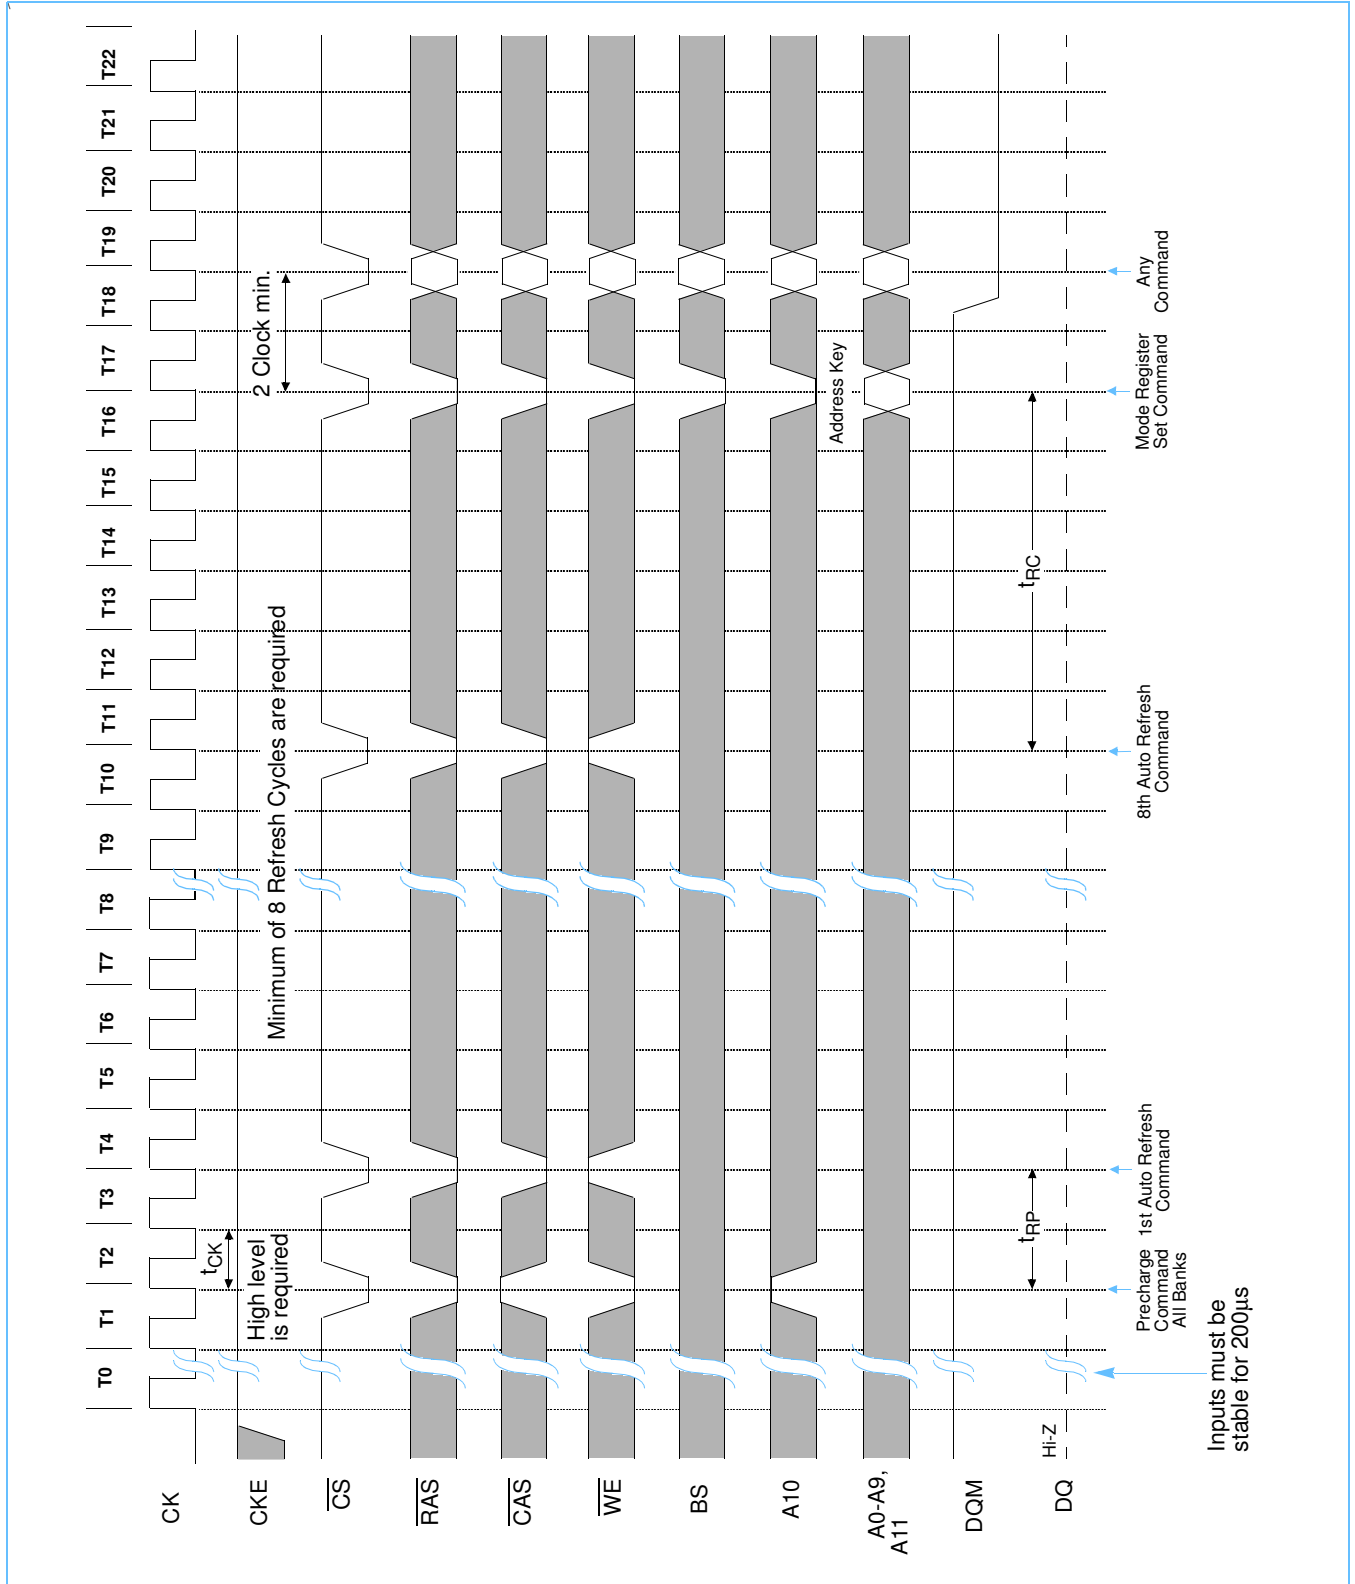 T0 T1 T2 T3 T4 T5 T6 T7 T8 T9 T10 T11 T12 T13 T14 T15 T16 T17 T18 T19 T20 T21 T22
CK
tCK
CKE
High level
is required
Minimum of 8 Refresh Cycles are required
2 Clock min.
CS
RAS
CAS
WE
BS
A10
Address Key
A0-A9,
A11
DQM
tRP
tRC
DQ
Hi-Z
Precharge
Command
All Banks
1st Auto Refresh
Command
8th Auto Refresh
Command
Mode Register
Set Command
Any
Command
Inputs must be
stable for 200µs